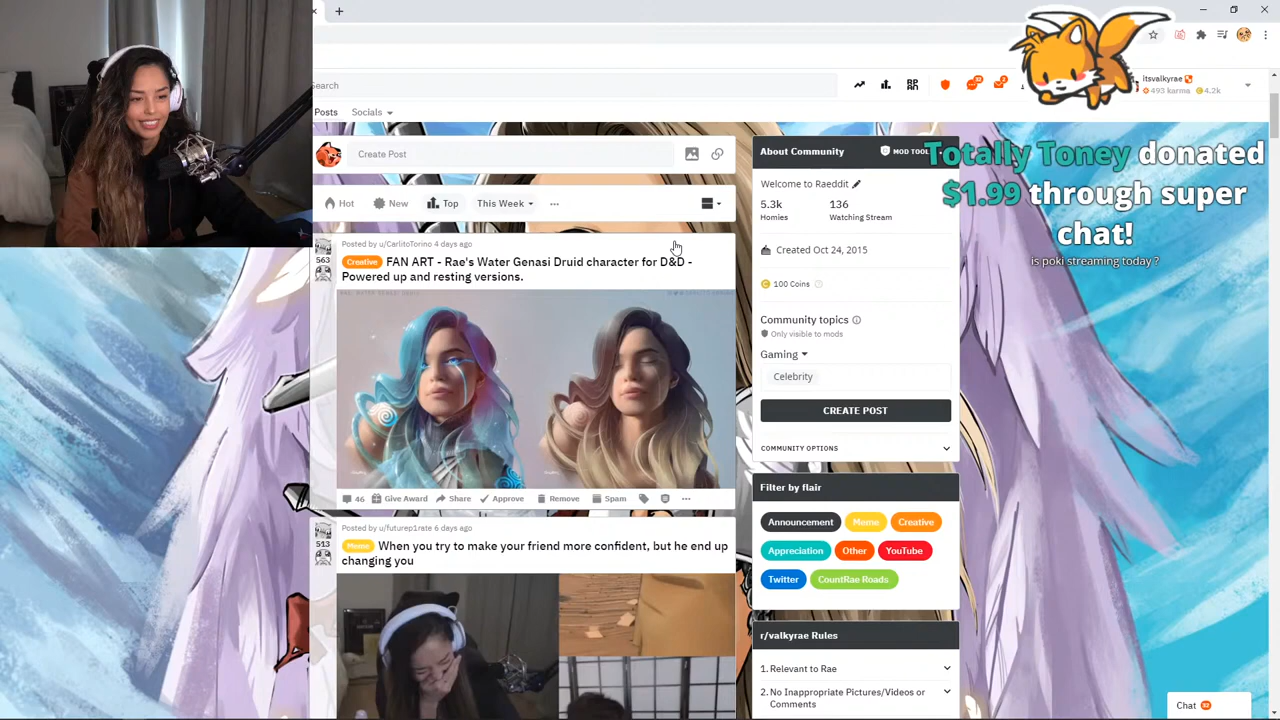 Search
itsvalkyrae
493 karma 4.2k
Posts Socials
Create Post
Hot New Top This Week
Posted by u/CarlitoTorino 4 days ago
563
Creative FAN ART - Rae's Water Genasi Druid character for D&D -
Powered up and resting versions.
46 Give Award Share Approve Remove Spam
Posted by u/futurep1rate 6 days ago
513
Meme When you try to make your friend more confident, but he end up
changing you
About Community MOD TOOL
Welcome to Raeddit
5.3k 136
Homies Watching Stream
Created Oct 24, 2015
100 Coins
Community topics
Only visible to mods
Gaming
Celebrity
CREATE POST
COMMUNITY OPTIONS
Filter by flair
Announcement Meme Creative
Appreciation Other YouTube
Twitter CountRae Roads
r/valkyrae Rules
1. Relevant to Rae
2. No Inappropriate Pictures/Videos or
Comments
Totally Toney donated
$1.99 through super
chat!
is poki streaming today ?
Chat